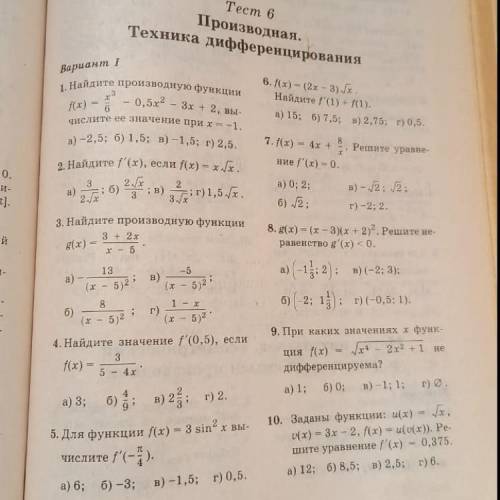 Тест 6
Производная.
Техника дифференцирования
Вариант I
1. Найдите производную функции
f(x) = x³/6 − 0,5x² − 3x + 2, вы-
числите ее значение при x = −1.
а) −2,5; б) 1,5; в) −1,5; г) 2,5.
2. Найдите f′(x), если f(x) = x√x.
а) 3/(2√x); б) 2√x/3; в) 2/(3√x); г) 1,5√x.
3. Найдите производную функции
g(x) = (3 + 2x)/(x − 5).
а) −13/(x − 5)²; в) −5/(x − 5)²;
б) 8/(x − 5)²; г) (1 − x)/(x − 5)².
4. Найдите значение f′(0,5), если
f(x) = 3/(5 − 4x).
а) 3; б) 4/9; в) 2 2/3; г) 2.
5. Для функции f(x) = 3 sin² x вы-
числите f′(−π/4).
а) 6; б) −3; в) −1,5; г) 0,5.
6. f(x) = (2x − 3)√x.
Найдите f′(1) + f(1).
а) 15; б) 7,5; в) 2,75; г) 0,5.
7. f(x) = 4x + 8/x. Решите уравне-
ние f′(x) = 0.
а) 0; 2; в) −√2; √2;
б) √2; г) −2; 2.
8. g(x) = (x − 3)(x + 2)². Решите не-
равенство g′(x) < 0.
а) (−1 1/3; 2); в) (−2; 3);
б) (−2; 1 1/3); г) (−0,5; 1).
9. При каких значениях x функ-
ция f(x) = √(x⁴ − 2x² + 1) не
дифференцируема?
а) 1; б) 0; в) −1; 1; г) ∅.
10. Заданы функции: u(x) = √x,
v(x) = 3x − 2, f(x) = u(v(x)). Ре-
шите уравнение f′(x) = 0,375.
а) 12; б) 8,5; в) 2,5; г) 6.